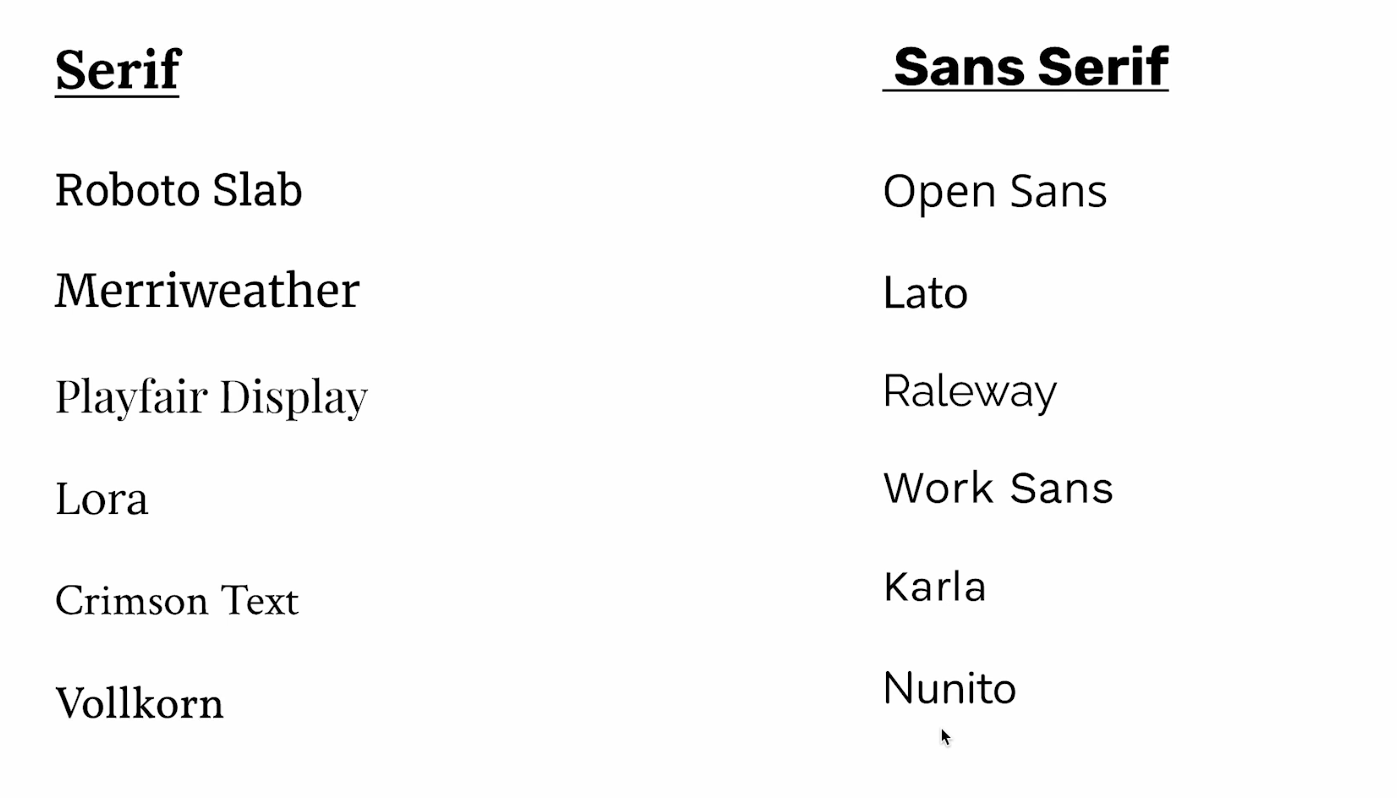 Serif
Roboto Slab
Merriweather
Playfair Display
Lora
Crimson Text
Vollkorn
Sans Serif
Open Sans
Lato
Raleway
Work Sans
Karla
Nunito